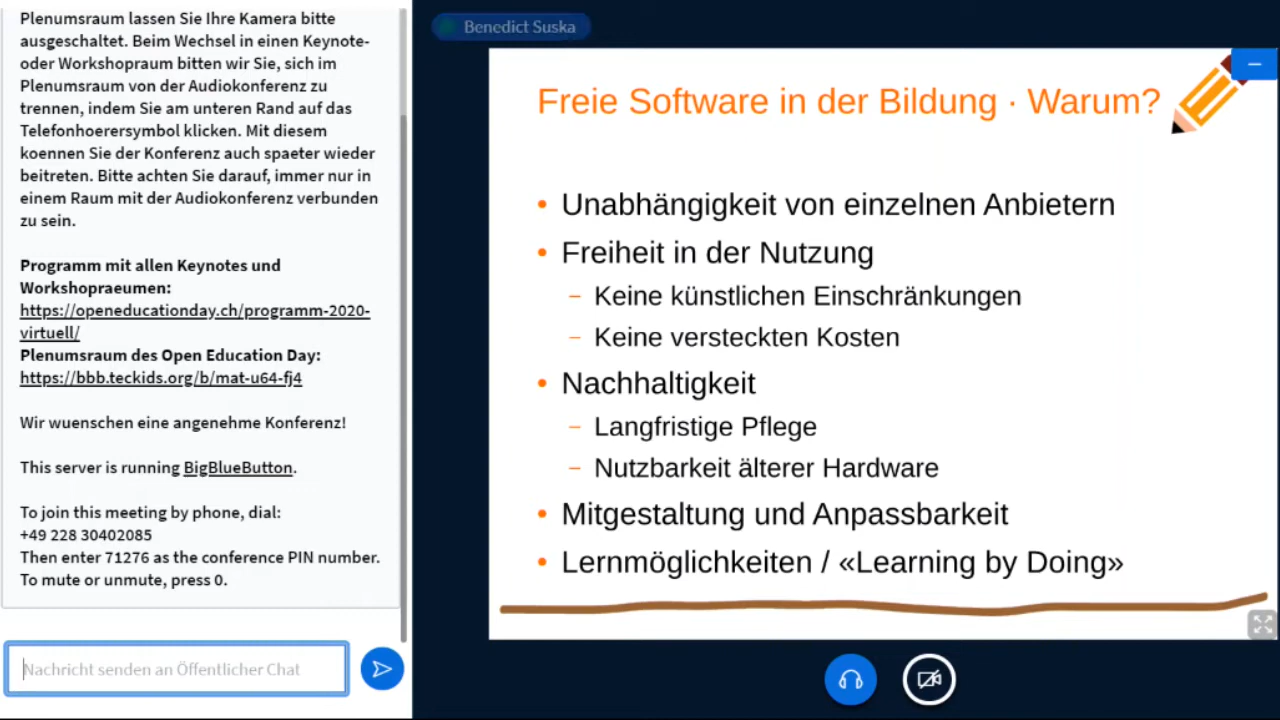 Plenumsraum lassen Sie Ihre Kamera bitte
ausgeschaltet. Beim Wechsel in einen Keynote-
oder Workshopraum bitten wir Sie, sich im
Plenumsraum von der Audiokonferenz zu
trennen, indem Sie am unteren Rand auf das
Telefonhoerersymbol klicken. Mit diesem
koennen Sie der Konferenz auch spaeter wieder
beitreten. Bitte achten Sie darauf, immer nur in
einem Raum mit der Audiokonferenz verbunden
zu sein.
Programm mit allen Keynotes und
Workshopraeumen:
https://openeducationday.ch/programm-2020-
virtuell/
Plenumsraum des Open Education Day:
https://bbb.teckids.org/b/mat-u64-fj4
Wir wuenschen eine angenehme Konferenz!
This server is running BigBlueButton.
To join this meeting by phone, dial:
+49 228 30402085
Then enter 71276 as the conference PIN number.
To mute or unmute, press 0.
Nachricht senden an Öffentlicher Chat
Benedict Suska
Freie Software in der Bildung · Warum?
• Unabhängigkeit von einzelnen Anbietern
• Freiheit in der Nutzung
– Keine künstlichen Einschränkungen
– Keine versteckten Kosten
• Nachhaltigkeit
– Langfristige Pflege
– Nutzbarkeit älterer Hardware
• Mitgestaltung und Anpassbarkeit
• Lernmöglichkeiten / «Learning by Doing»